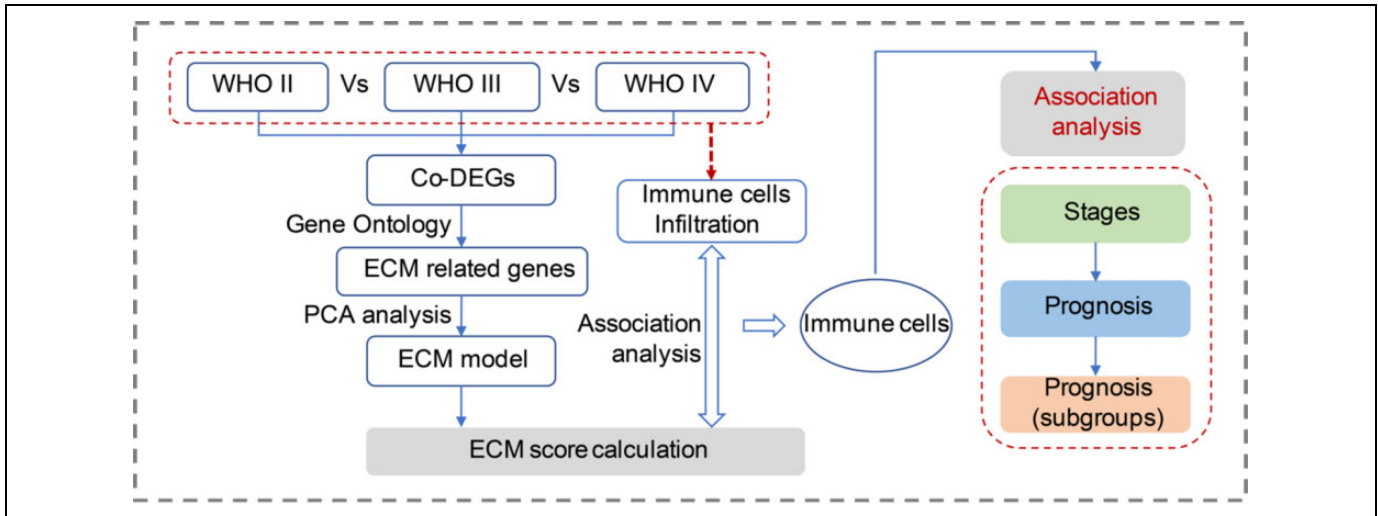 WHO II Vs WHO III Vs WHO IV
Co-DEGs
Gene Ontology
ECM related genes
PCA analysis
ECM model
ECM score calculation
Immune cells
Infiltration
Association
analysis
Immune cells
Association
analysis
Stages
Prognosis
Prognosis
(subgroups)